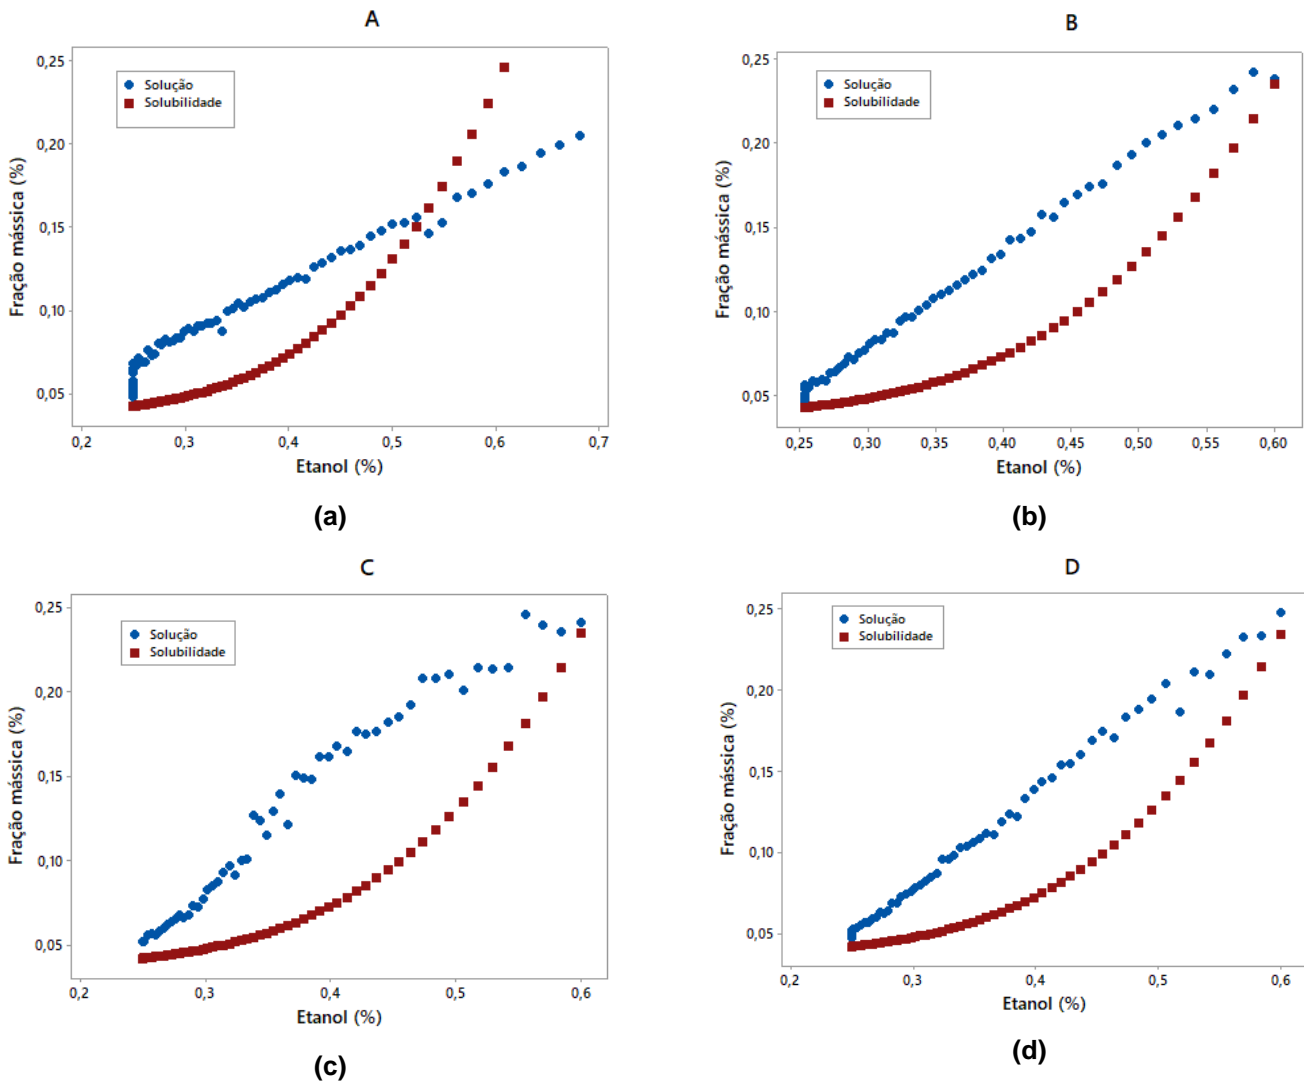 A
Fração mássica (%)
0,25
0,20
0,15
0,10
0,05
Solução
Solubilidade
0,2 0,3 0,4 0,5 0,6 0,7
Etanol (%)
(a)
B
Fração mássica (%)
0,25
0,20
0,15
0,10
0,05
Solução
Solubilidade
0,25 0,30 0,35 0,40 0,45 0,50 0,55 0,60
Etanol (%)
(b)
C
Fração mássica (%)
0,25
0,20
0,15
0,10
0,05
Solução
Solubilidade
0,2 0,3 0,4 0,5 0,6
Etanol (%)
(c)
D
Fração mássica (%)
0,25
0,20
0,15
0,10
0,05
Solução
Solubilidade
0,2 0,3 0,4 0,5 0,6
Etanol (%)
(d)